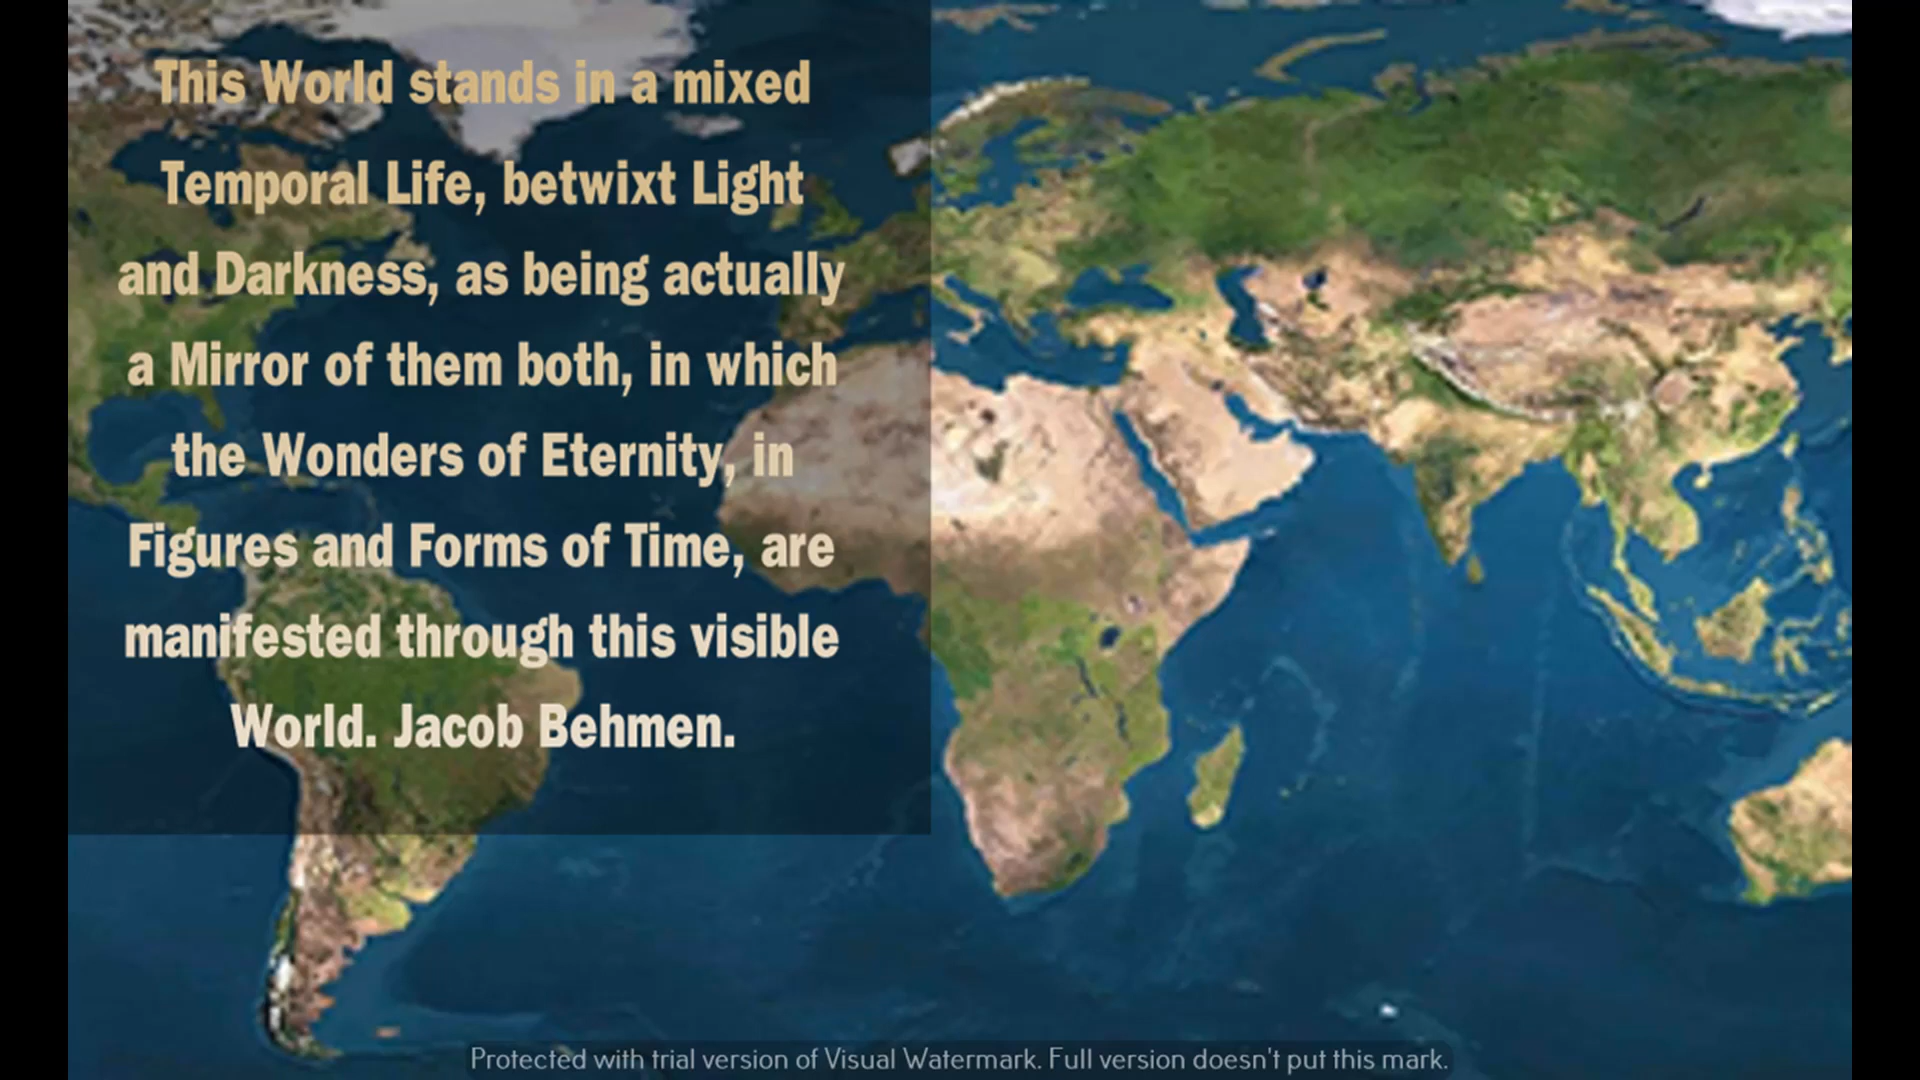 This World stands in a mixed
Temporal Life, betwixt Light
and Darkness, as being actually
a Mirror of them both, in which
the Wonders of Eternity, in
Figures and Forms of Time, are
manifested through this visible
World. Jacob Behmen.
Protected with trial version of Visual Watermark. Full version doesn't put this mark.